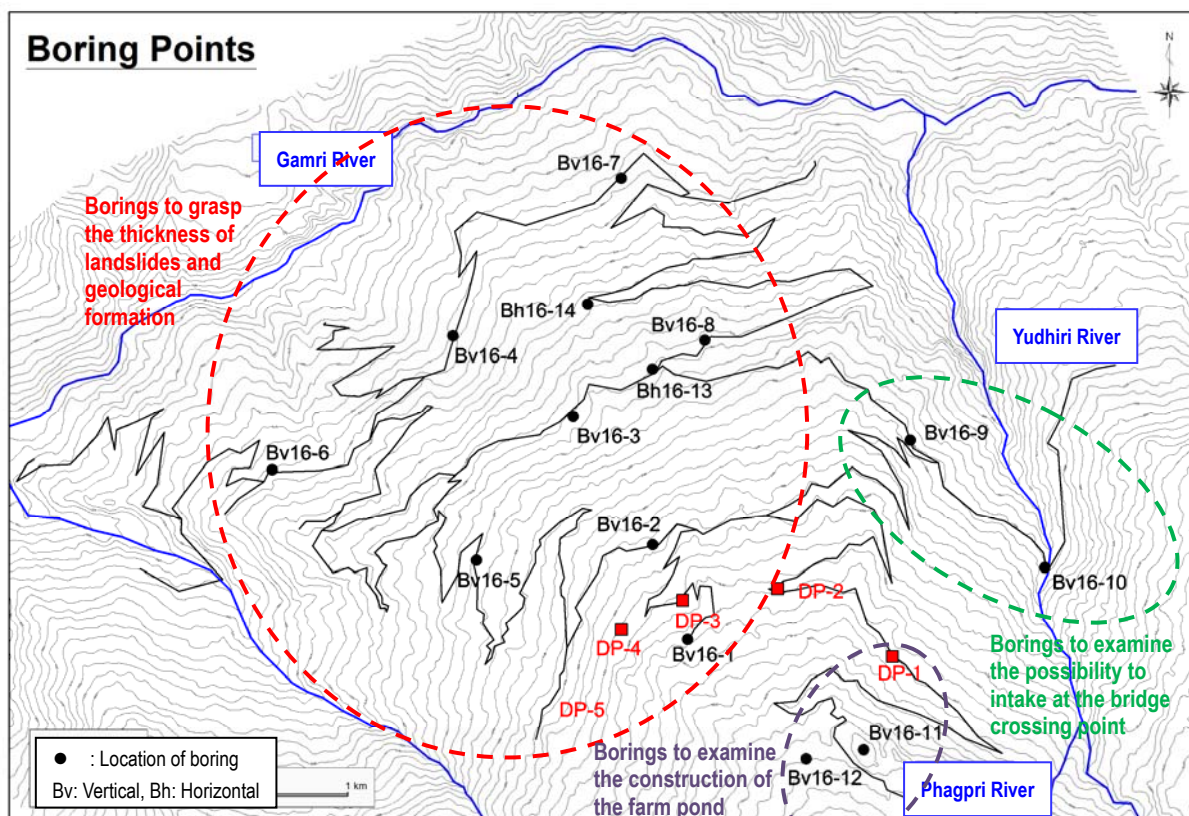 Boring Points
N
Gamri River
Bv16-7
Borings to grasp
the thickness of
landslides and
geological
formation
Bh16-14
Bv16-8
Yudhiri River
Bv16-4
Bh16-13
Bv16-3
Bv16-9
Bv16-6
Bv16-2
Bv16-5
Bv16-10
DP-2
DP-3
DP-4
Bv16-1
DP-1
Borings to examine
the possibility to
intake at the bridge
crossing point
DP-5
Borings to examine
the construction of
the farm pond
Bv16-11
Bv16-12
Phagpri River
: Location of boring
Bv: Vertical, Bh: Horizontal
1 km